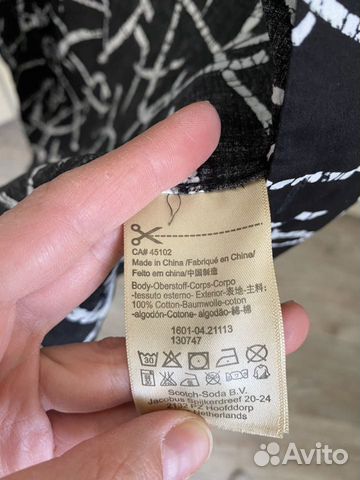 CA# 45102
Made in China /Fabriqué en China/
Feito em china/中国制造
Body-Oberstoff-Corps-Corpo
-tessuto esterno- Exterior-表地-主料:
100% Cotton-Baumwolle-coton
-algodón-Cotone- algodão-綿-棉
1601-04.21113
130747
30
Scotch-Soda B.V.
Jacobus Spijkerdreef 20-24
2132 PZ Hoofddorp
Netherlands
Avito